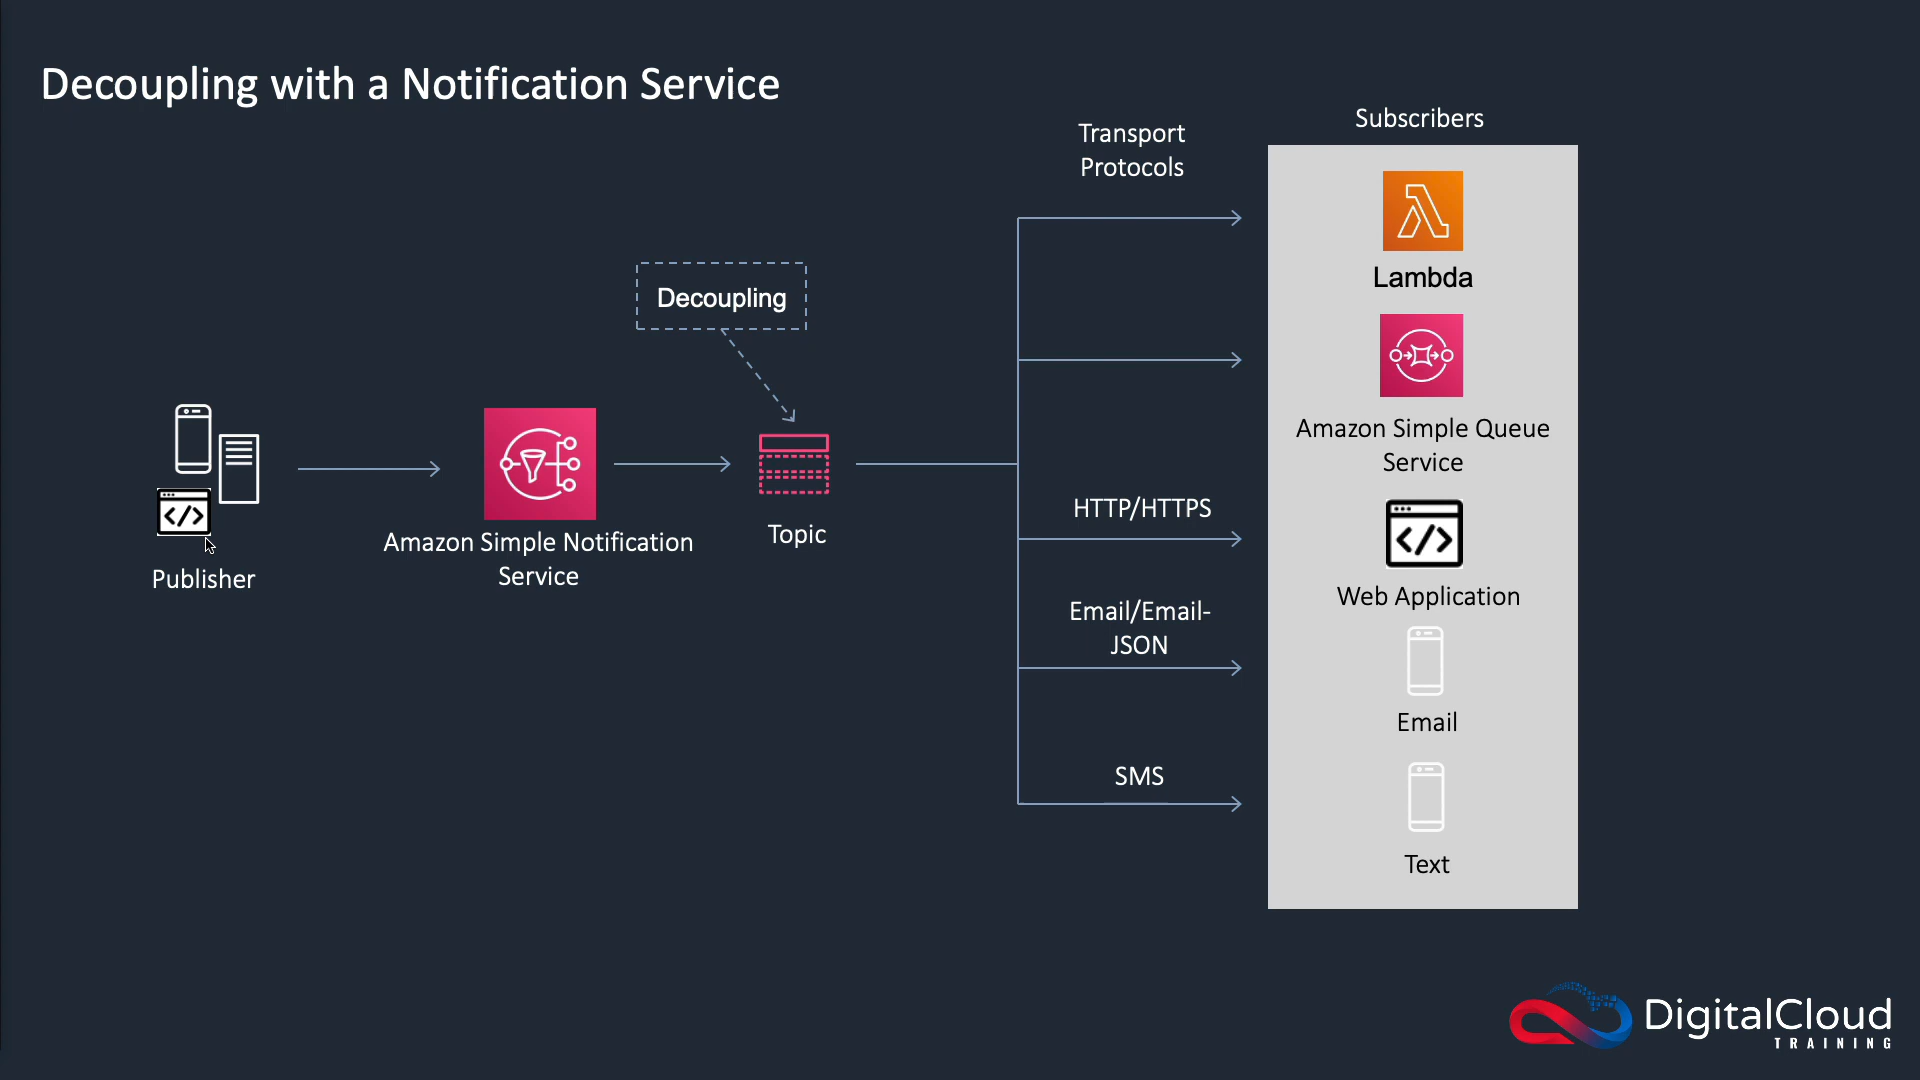 Decoupling with a Notification Service
Subscribers
Transport
Protocols
Lambda
Decoupling
Amazon Simple Queue
Service
HTTP/HTTPS
Topic
Amazon Simple Notification
Service
Publisher
Web Application
Email/Email-
JSON
Email
SMS
Text
DigitalCloud
TRAINING